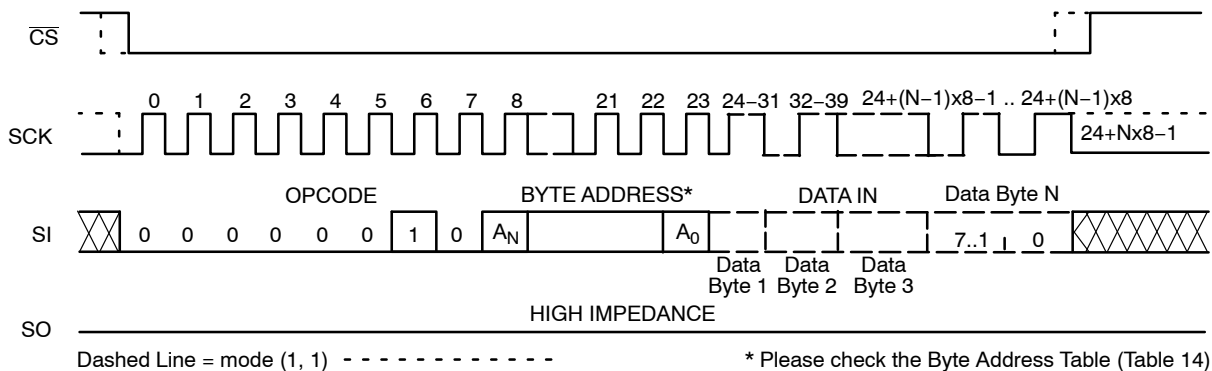 CS
0 1 2 3 4 5 6 7 8 21 22 23 24−31 32−39 24+(N−1)x8−1 .. 24+(N−1)x8
SCK
24+Nx8−1
OPCODE BYTE ADDRESS* DATA IN Data Byte N
SI
0 0 0 0 0 0 1 0 AN A0 7..1 0
Data Byte 1
Data Byte 2
Data Byte 3
HIGH IMPEDANCE
SO
Dashed Line = mode (1, 1)
* Please check the Byte Address Table (Table 14)